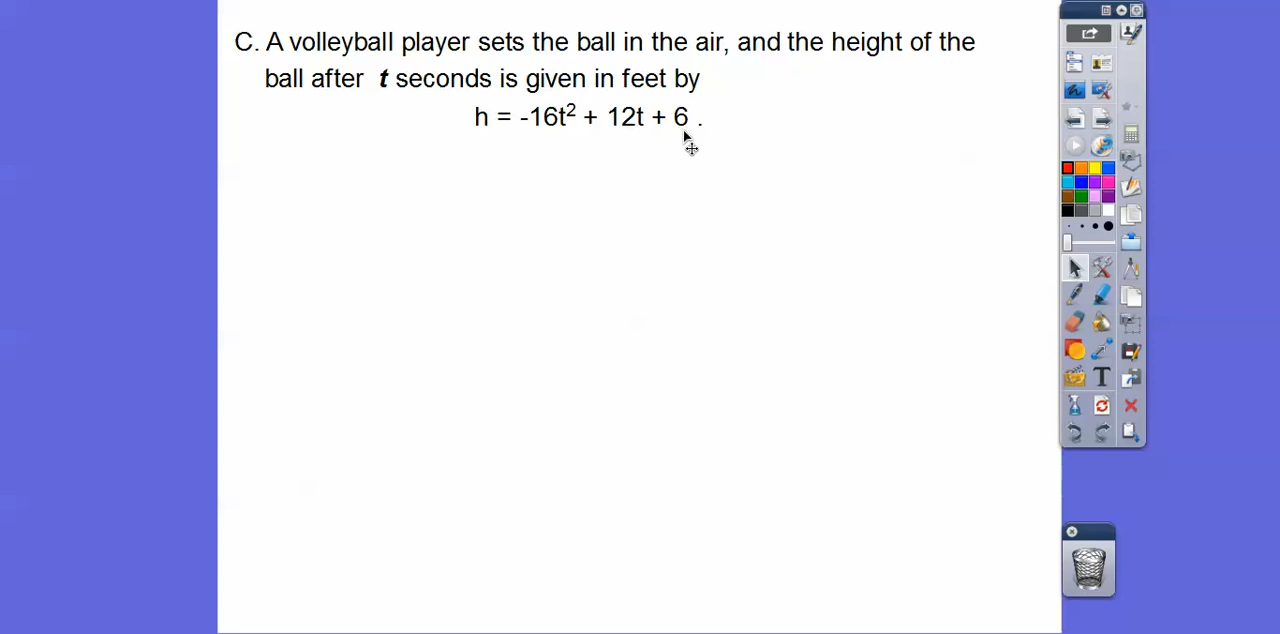 C. A volleyball player sets the ball in the air, and the height of the
ball after t seconds is given in feet by
h = -16t² + 12t + 6 .